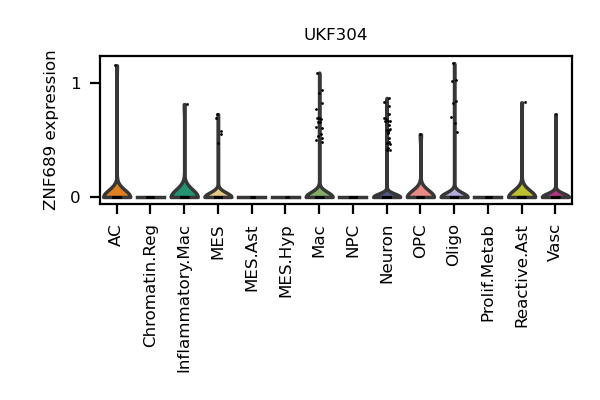 UKF304
ZNF689 expression
1
0
AC
Chromatin.Reg
Inflammatory.Mac
MES
MES.Ast
MES.Hyp
Mac
NPC
Neuron
OPC
Oligo
Prolif.Metab
Reactive.Ast
Vasc